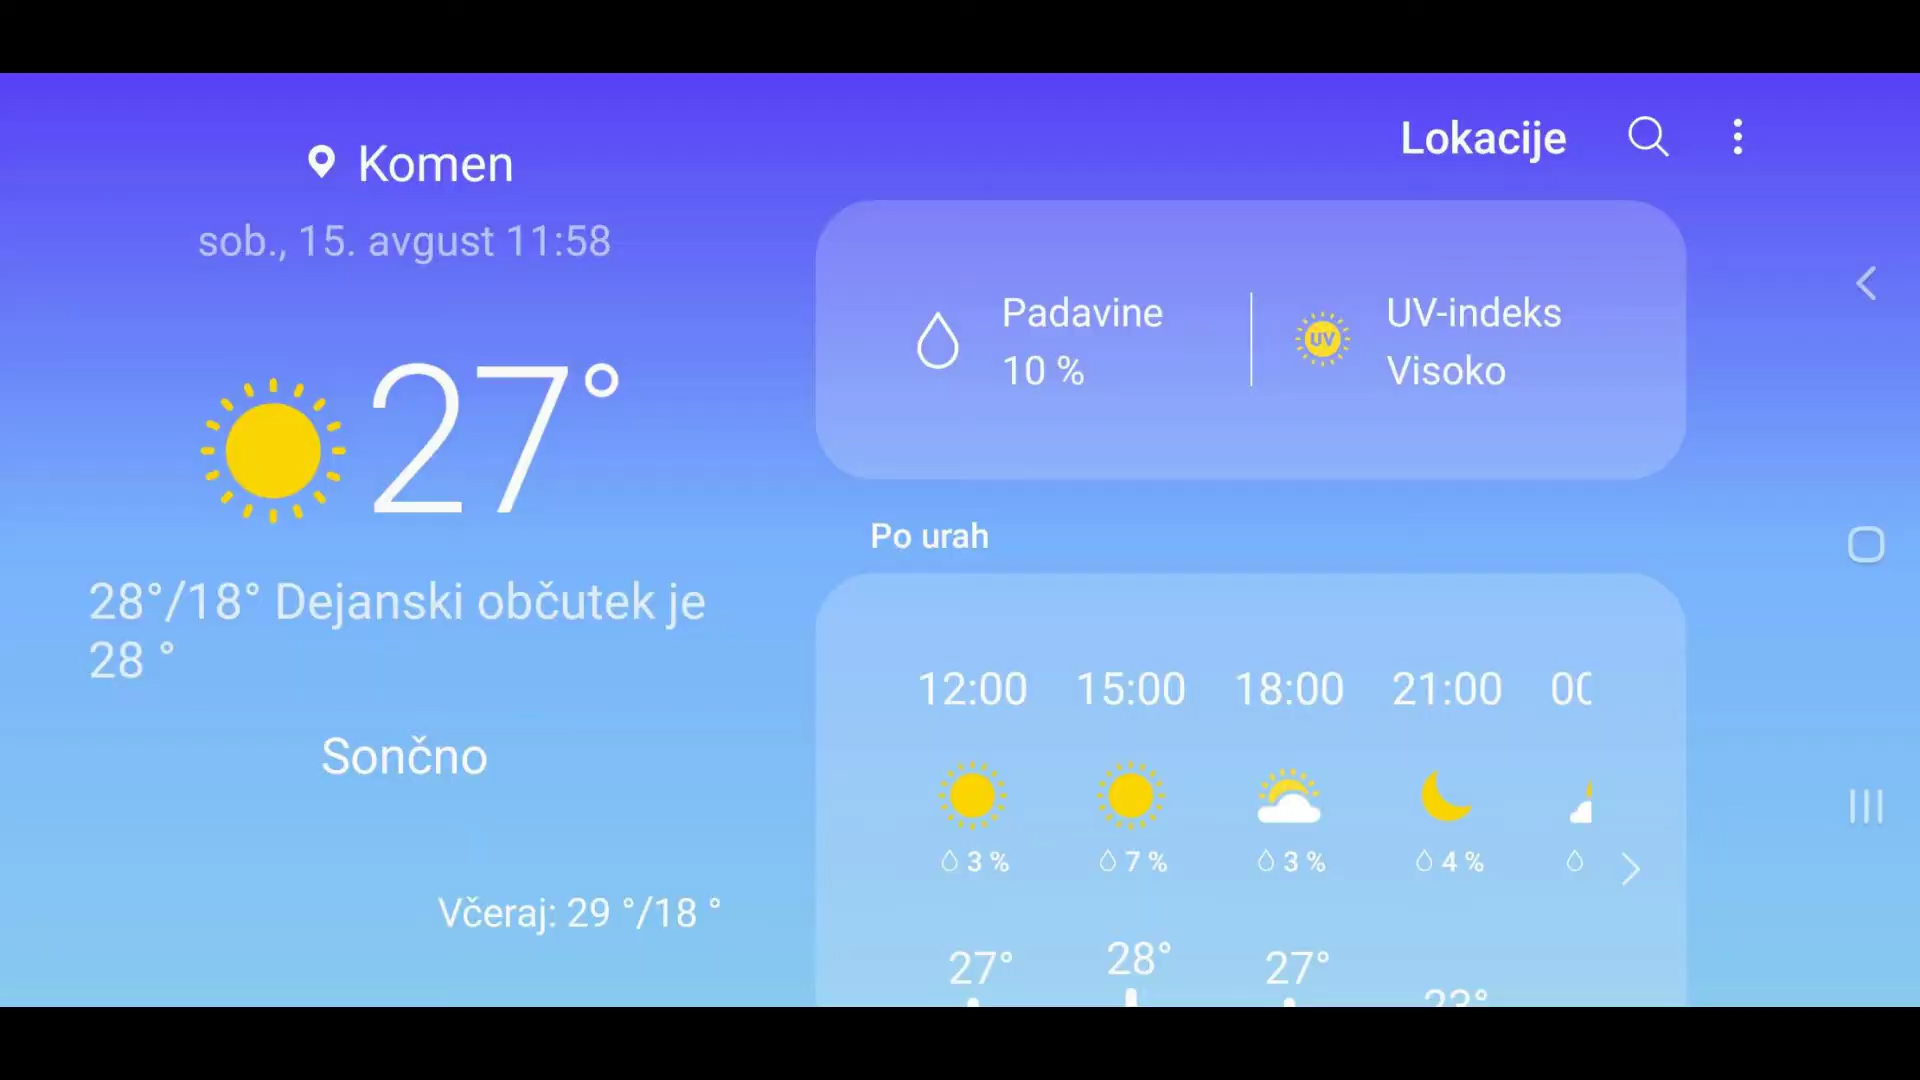 Komen
sob., 15. avgust 11:58
27°
28°/18° Dejanski občutek je
28 °
Sončno
Včeraj: 29 °/18 °
Lokacije
Padavine
10 %
UV
UV-indeks
Visoko
Po urah
12:00 15:00 18:00 21:00
3 % 7 % 3 % 4 %
27° 28° 27° 23°